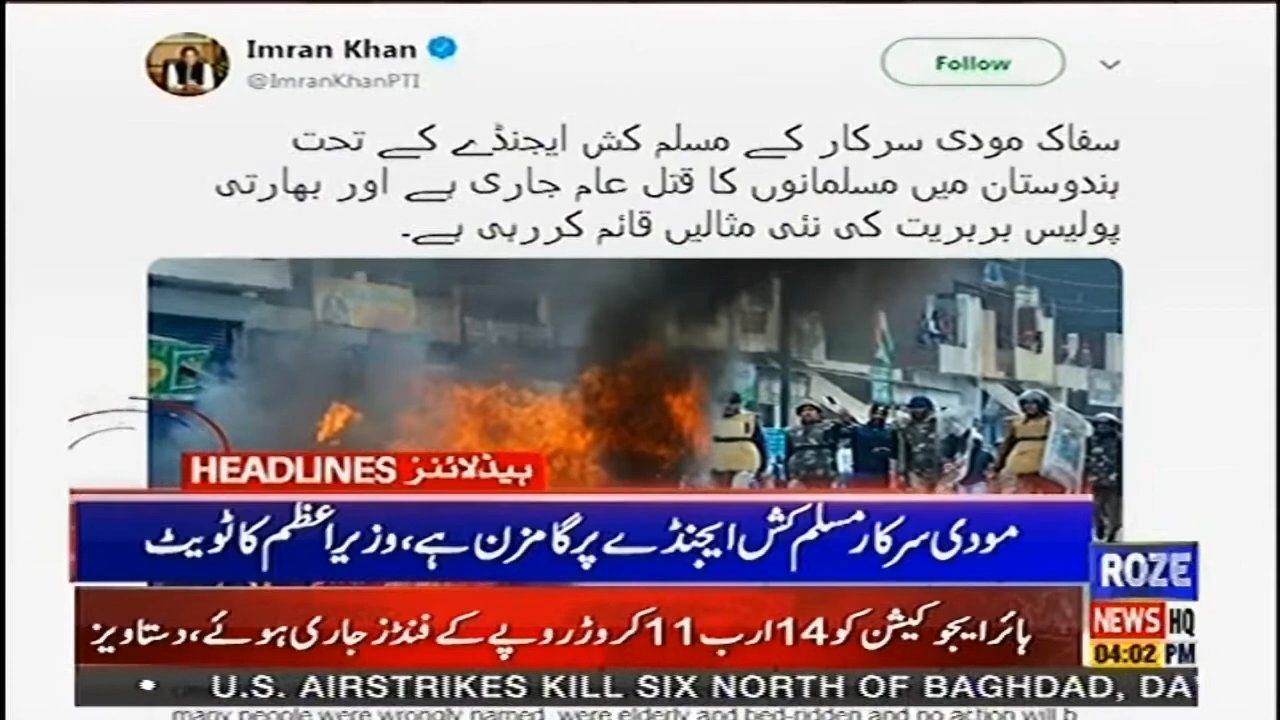 Imran Khan
@ImranKhanPTI
Follow
سفاک مودی سرکار کے مسلم کش ایجنڈے کے تحت
ہندوستان میں مسلمانوں کا قتل عام جاری ہے اور بھارتی
پولیس بربریت کی نئی مثالیں قائم کررہی ہے۔
HEADLINES ہیڈلائنز
مودی سرکار مسلم کش ایجنڈے پر گامزن ہے، وزیراعظم کا ٹویٹ
ہائر ایجوکیشن کو 14 ارب 11 کروڑ روپے کے فنڈز جاری ہوئے، دستاویز
ROZE
NEWS HQ
04:02 PM
• U.S. AIRSTRIKES KILL SIX NORTH OF BAGHDAD, DA
many people were wrongly named, were elderly and bed-ridden and no action will b